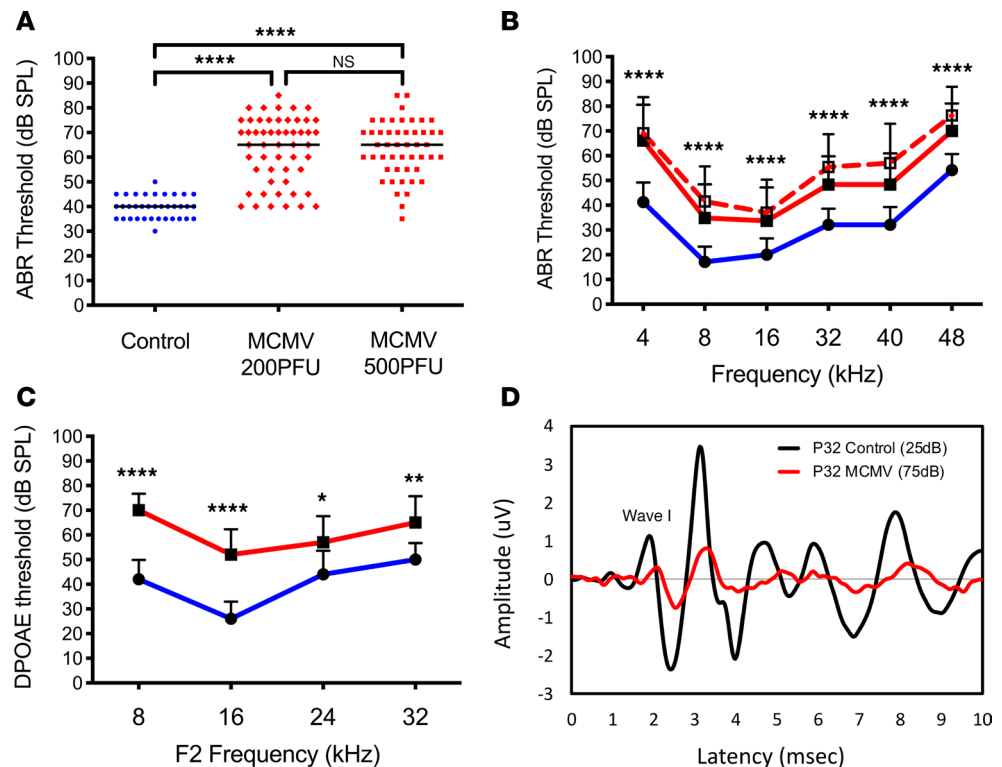 A
ABR Threshold (dB SPL)
100
90
80
70
60
50
40
30
20
10
0
****
****
NS
Control
MCMV
200PFU
MCMV
500PFU
B
ABR Threshold (dB SPL)
100
90
80
70
60
50
40
30
20
10
0
**** **** **** **** **** ****
4 8 16 32 40 48
Frequency (kHz)
C
DPOAE threshold (dB SPL)
100
90
80
70
60
50
40
30
20
10
0
**** **** * **
8 16 24 32
F2 Frequency (kHz)
D
Amplitude (uV)
4
3
2
1
0
-1
-2
-3
P32 Control (25dB)
P32 MCMV (75dB)
Wave I
0 1 2 3 4 5 6 7 8 9 10
Latency (msec)